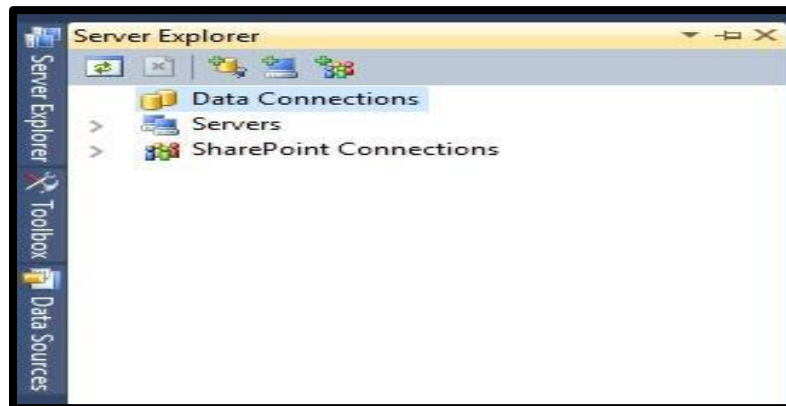 Server Explorer
Data Connections
Servers
SharePoint Connections
Server Explorer
Toolbox
Data Sources